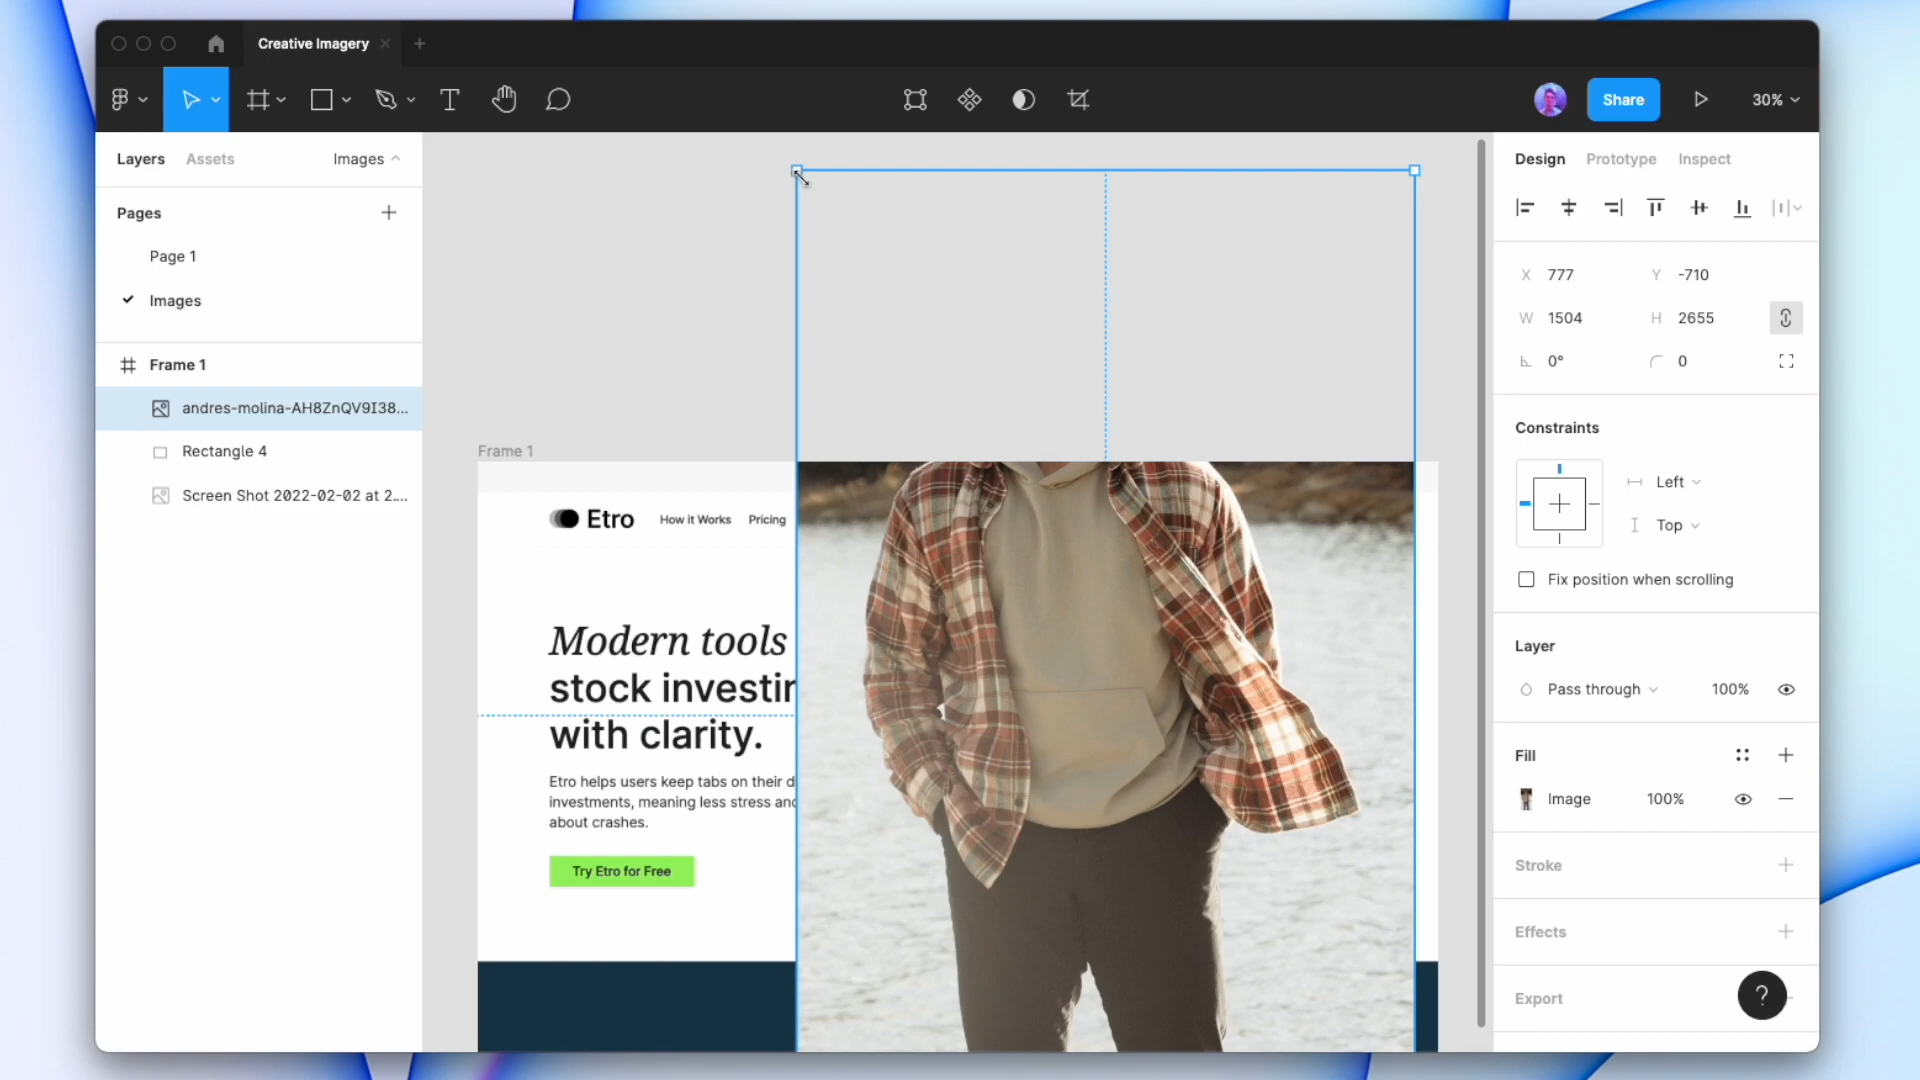 Creative Imagery
Share
30%
Layers
Assets
Images
Pages
Page 1
Images
Frame 1
andres-molina-AH8ZnQV9I38...
Rectangle 4
Screen Shot 2022-02-02 at 2....
Frame 1
Etro
How it Works
Pricing
Modern tools
stock investin
with clarity.
Etro helps users keep tabs on their d
investments, meaning less stress and
about crashes.
Try Etro for Free
Design
Prototype
Inspect
X 777
Y -710
W 1504
H 2655
0°
0
Constraints
Left
Top
Fix position when scrolling
Layer
Pass through
100%
Fill
Image
100%
Stroke
Effects
Export
?